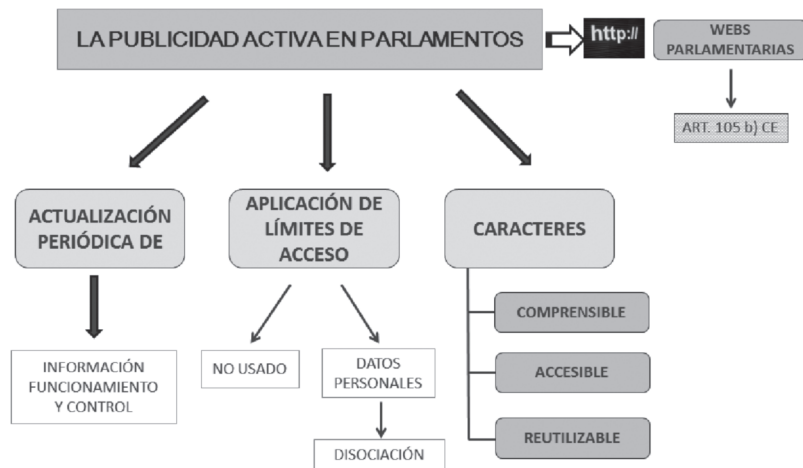 LA PUBLICIDAD ACTIVA EN PARLAMENTOS
http://
WEBS
PARLAMENTARIAS
ART. 105 b) CE
ACTUALIZACIÓN
PERIÓDICA DE
APLICACIÓN DE
LÍMITES DE
ACCESO
CARACTERES
INFORMACIÓN
FUNCIONAMIENTO
Y CONTROL
NO USADO
DATOS
PERSONALES
DISOCIACIÓN
COMPRENSIBLE
ACCESIBLE
REUTILIZABLE